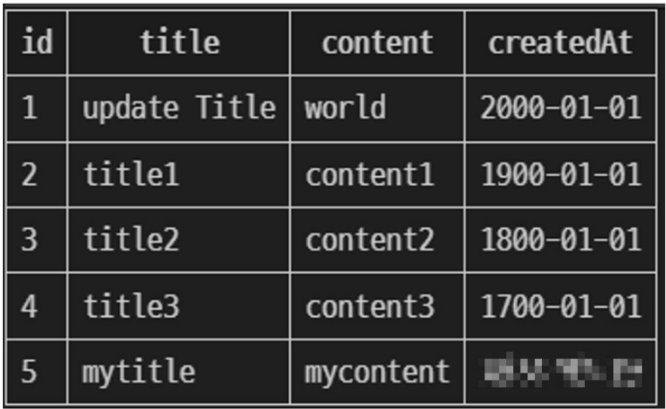 id title content createdAt
1 update Title world 2000-01-01
2 title1 content1 1900-01-01
3 title2 content2 1800-01-01
4 title3 content3 1700-01-01
5 mytitle mycontent